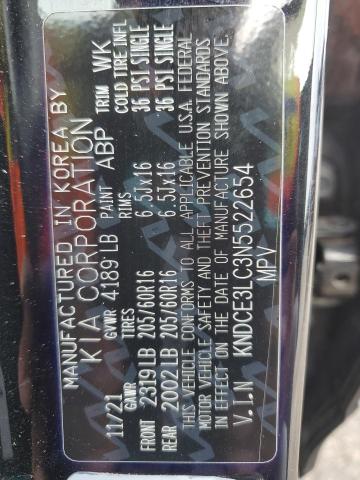 MANUFACTURED IN KOREA BY
KIA CORPORATION
11/21 GVWR 4189 LB PAINT ABP TRIM WK
GAWR TIRES RIMS COLD TIRE INFL
FRONT 2319 LB 205/60R16 6.5Jx16 36 PSI SINGLE
REAR 2002 LB 205/60R16 6.5Jx16 36 PSI SINGLE
THIS VEHICLE CONFORMS TO ALL APPLICABLE U.S.A. FEDERAL
MOTOR VEHICLE SAFETY AND THEFT PREVENTION STANDARDS
IN EFFECT ON THE DATE OF MANUFACTURE SHOWN ABOVE.
V.I.N KNDCE3LC3N5522654
MPV